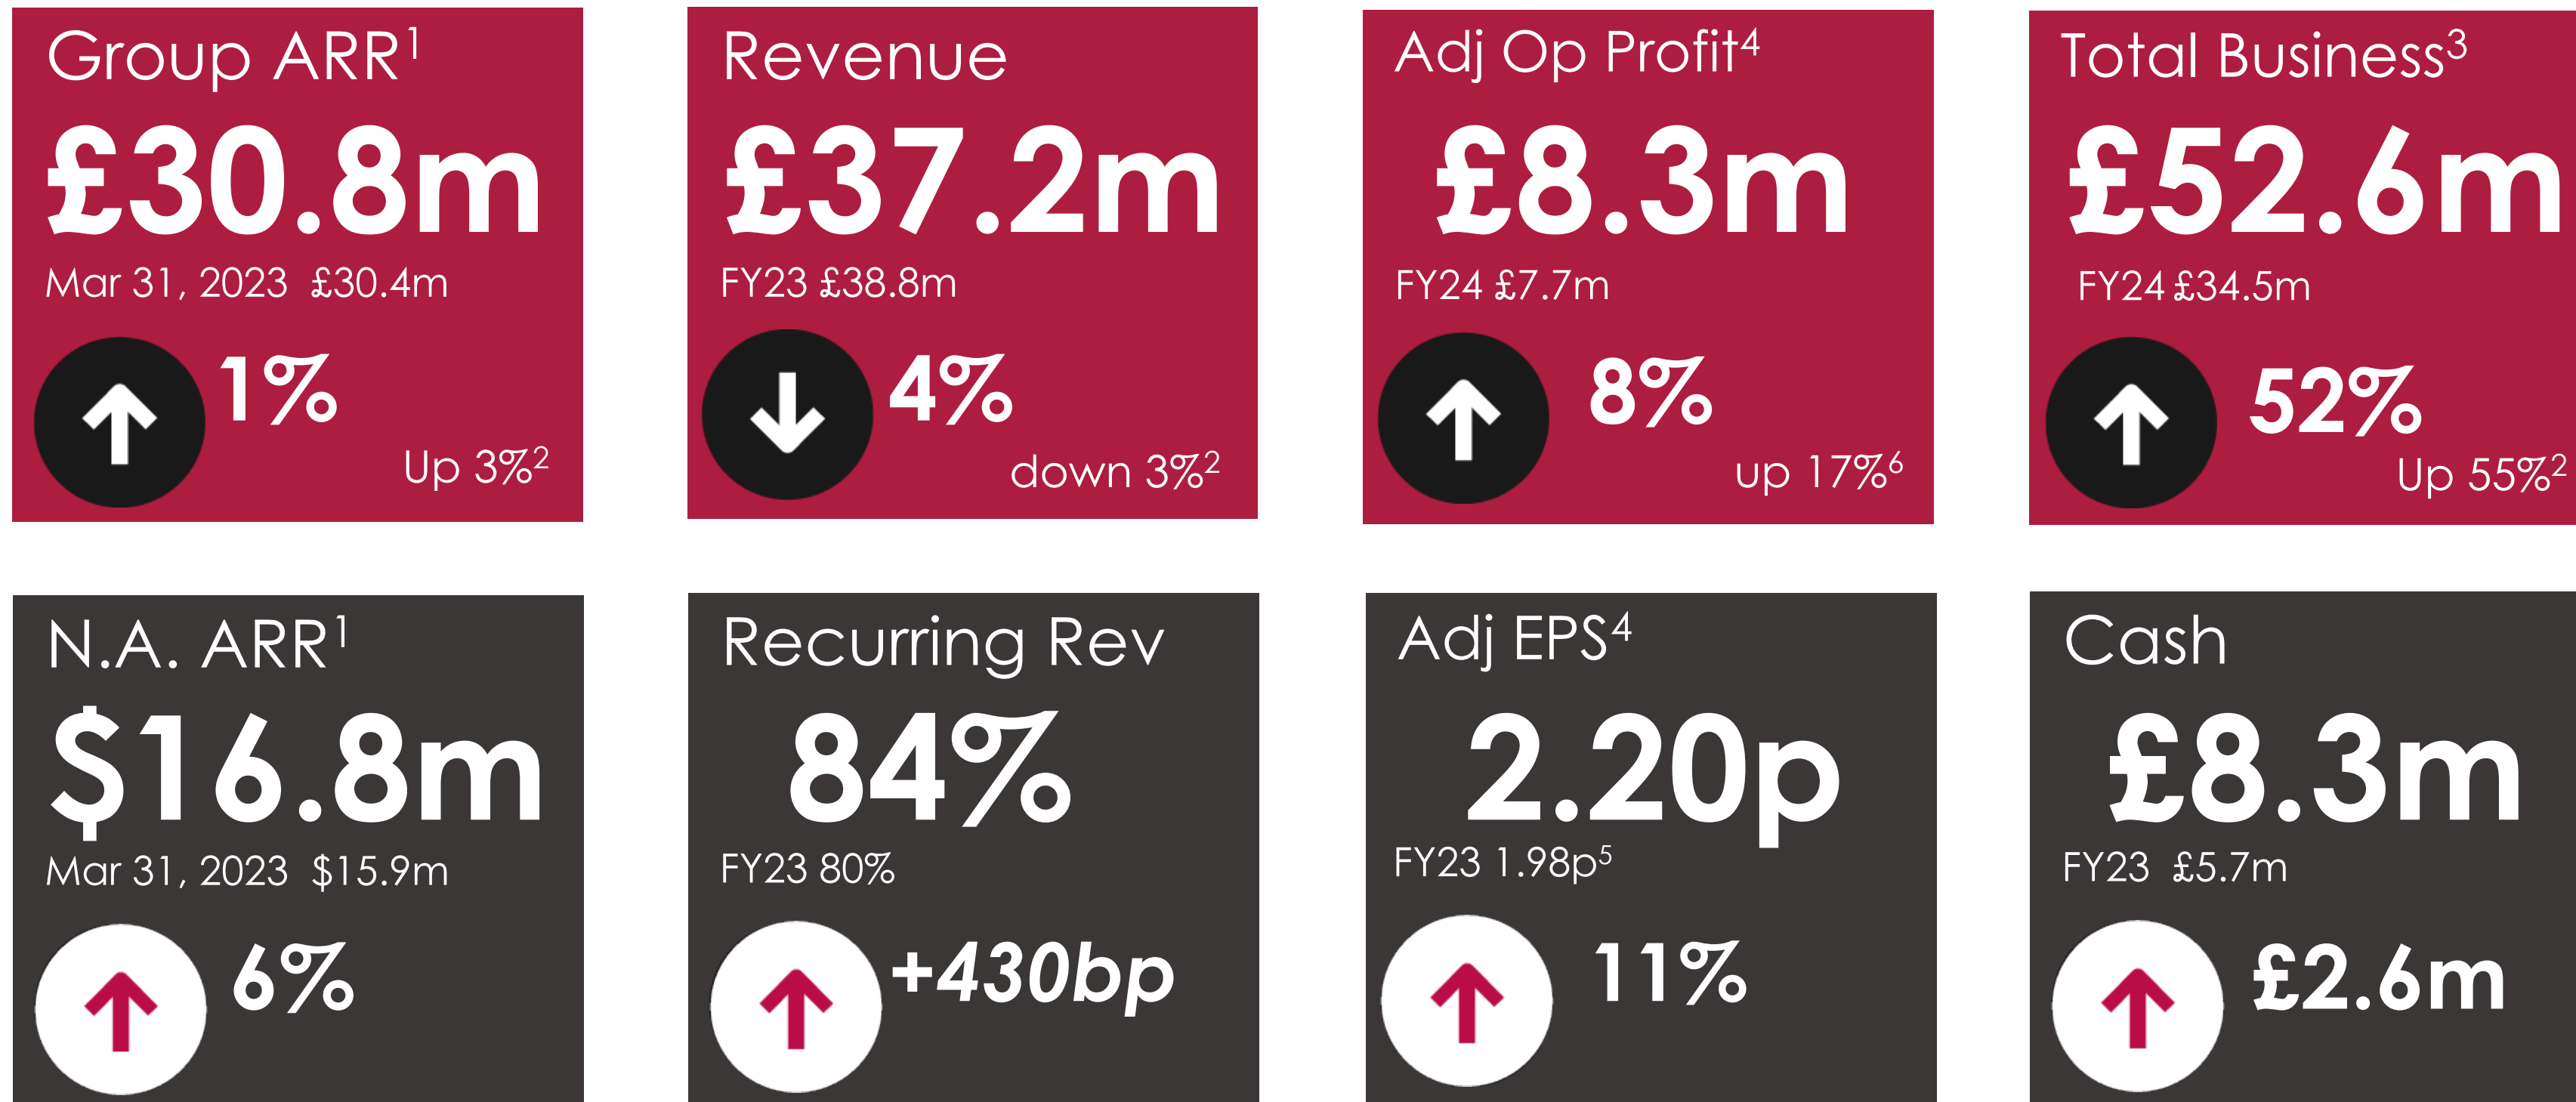 Group ARR¹
£30.8m
Mar 31, 2023 £30.4m
1%
Up 3%²
Revenue
£37.2m
FY23 £38.8m
4%
down 3%²
Adj Op Profit⁴
£8.3m
FY24 £7.7m
8%
up 17%⁶
Total Business³
£52.6m
FY24 £34.5m
52%
Up 55%²
N.A. ARR¹
$16.8m
Mar 31, 2023 $15.9m
6%
Recurring Rev
84%
FY23 80%
+430bp
Adj EPS⁴
2.20p
FY23 1.98p⁵
11%
Cash
£8.3m
FY23 £5.7m
£2.6m